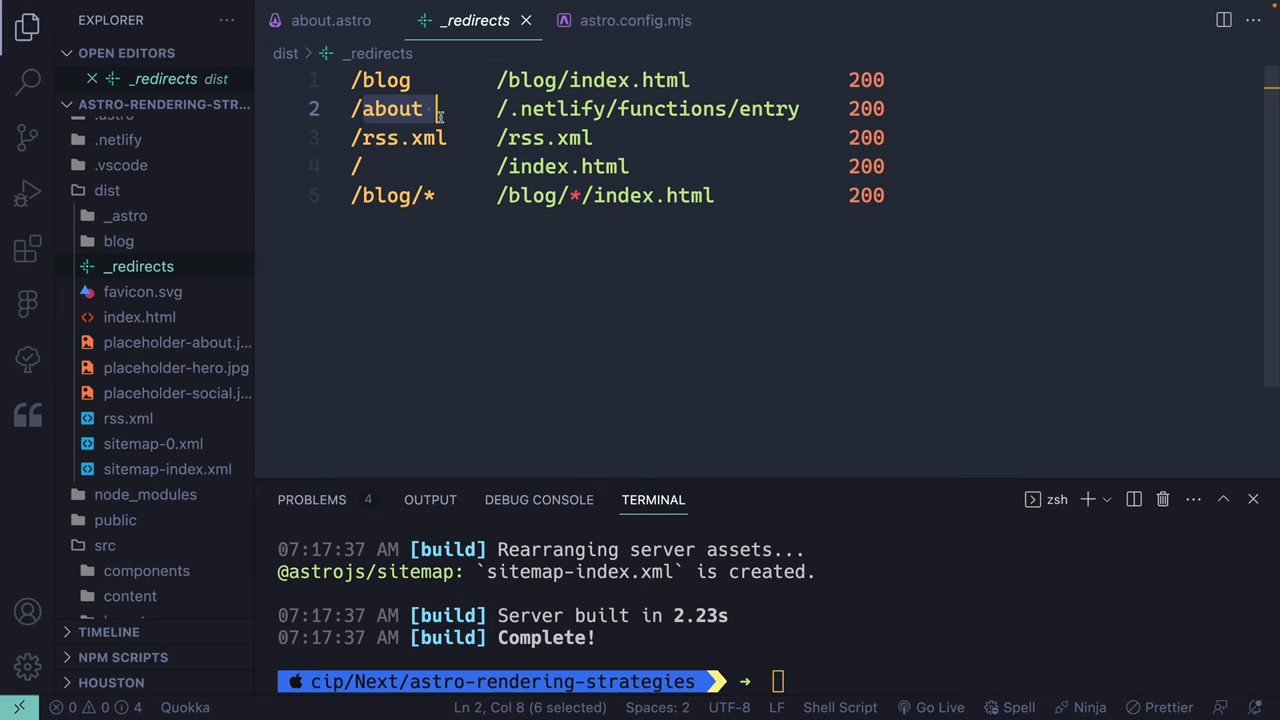 EXPLORER
about.astro
_redirects
astro.config.mjs
OPEN EDITORS
_redirects dist
ASTRO-RENDERING-STR...
.astro
.netlify
.vscode
dist
_astro
blog
_redirects
favicon.svg
index.html
placeholder-about.j...
placeholder-hero.jpg
placeholder-social.j...
rss.xml
sitemap-0.xml
sitemap-index.xml
node_modules
public
src
components
content
TIMELINE
NPM SCRIPTS
HOUSTON
dist > _redirects
1 /blog /blog/index.html 200
2 /about /.netlify/functions/entry 200
3 /rss.xml /rss.xml 200
4 / /index.html 200
5 /blog/* /blog/*/index.html 200
PROBLEMS 4 OUTPUT DEBUG CONSOLE TERMINAL
zsh
07:17:37 AM [build] Rearranging server assets...
@astrojs/sitemap: `sitemap-index.xml` is created.
07:17:37 AM [build] Server built in 2.23s
07:17:37 AM [build] Complete!
cip/Next/astro-rendering-strategies
0 0 4 Quokka Ln 2, Col 8 (6 selected) Spaces: 2 UTF-8 LF Shell Script Go Live Spell Ninja Prettier